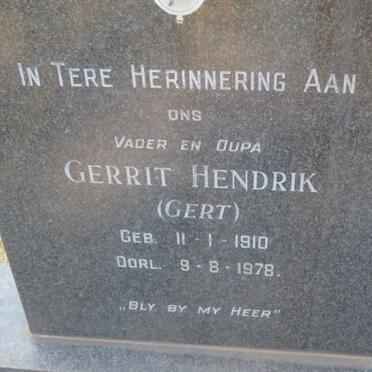 IN TERE HERINNERING AAN
ONS
VADER EN OUPA
GERRIT HENDRIK
(GERT)
GEB. 11-1-1910
OORL. 9-8-1978.
„BLY BY MY HEER"